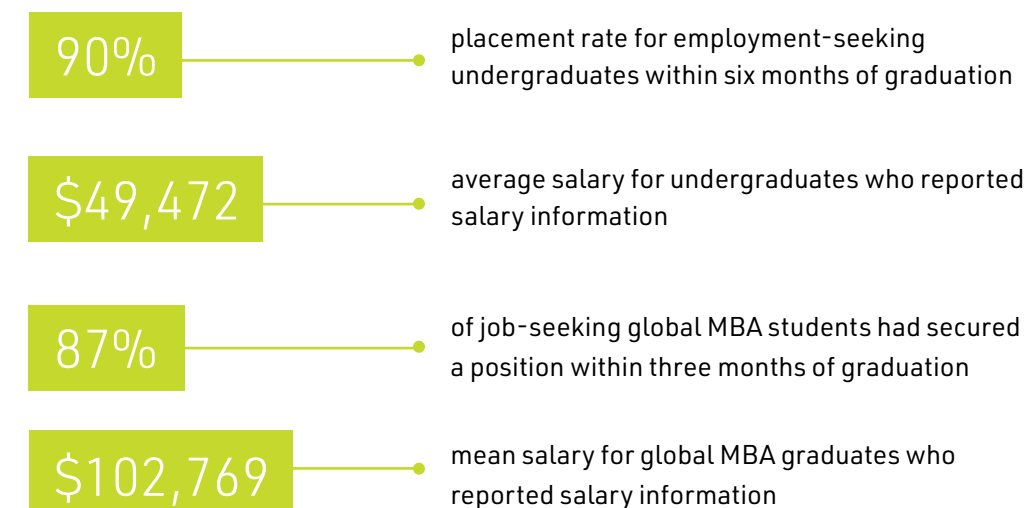 90%
placement rate for employment-seeking
undergraduates within six months of graduation
$49,472
average salary for undergraduates who reported
salary information
87%
of job-seeking global MBA students had secured
a position within three months of graduation
$102,769
mean salary for global MBA graduates who
reported salary information